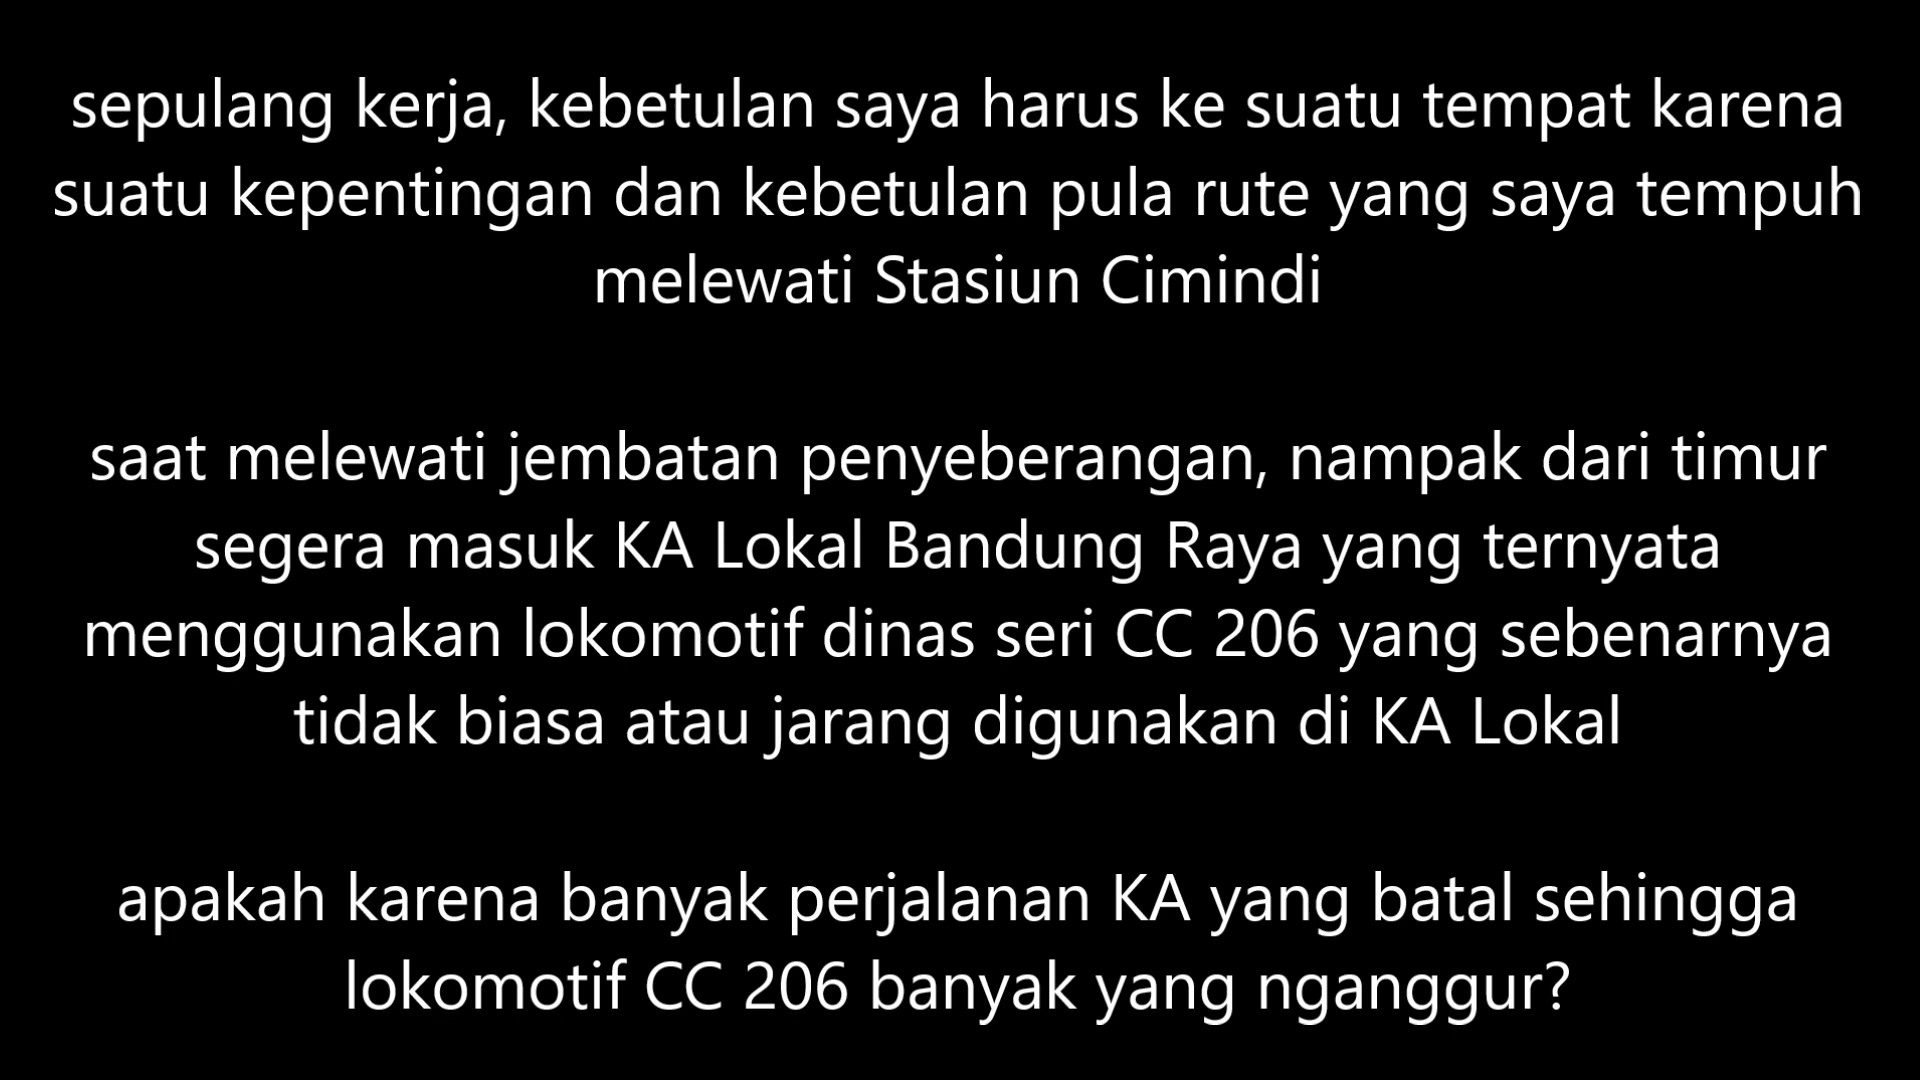 sepulang kerja, kebetulan saya harus ke suatu tempat karena
suatu kepentingan dan kebetulan pula rute yang saya tempuh
melewati Stasiun Cimindi
saat melewati jembatan penyeberangan, nampak dari timur
segera masuk KA Lokal Bandung Raya yang ternyata
menggunakan lokomotif dinas seri CC 206 yang sebenarnya
tidak biasa atau jarang digunakan di KA Lokal
apakah karena banyak perjalanan KA yang batal sehingga
lokomotif CC 206 banyak yang nganggur?